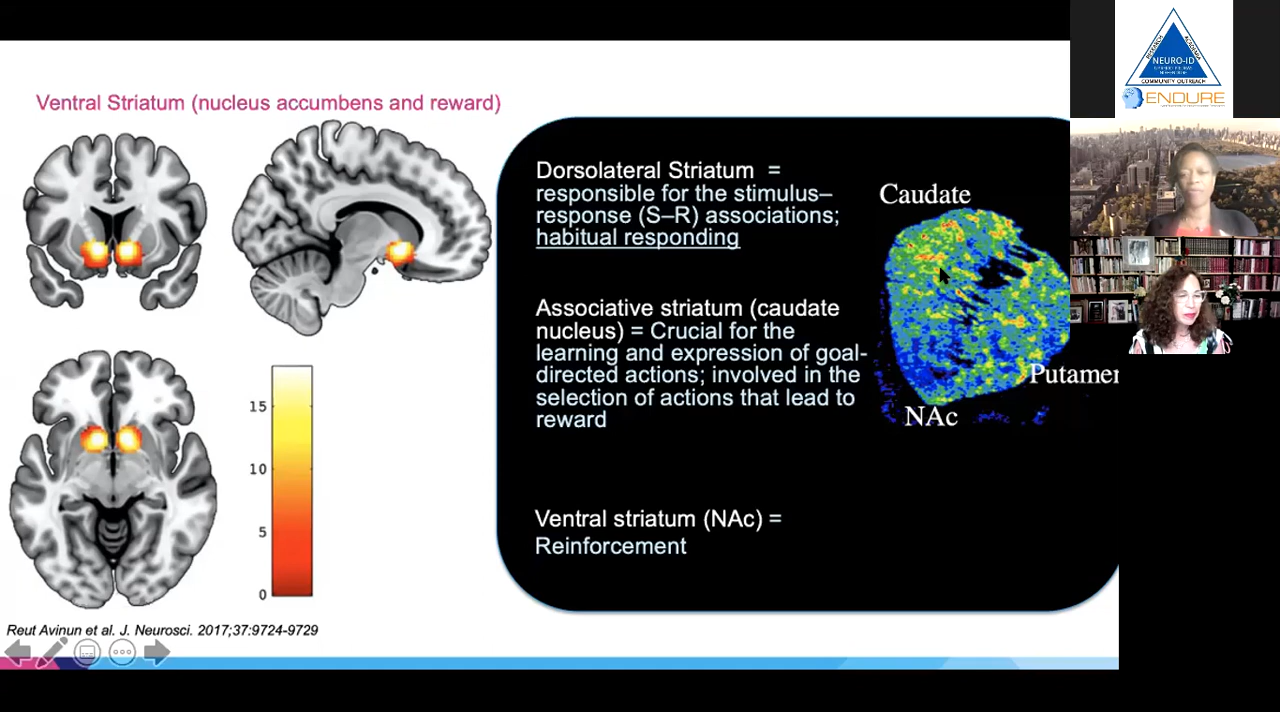 Ventral Striatum (nucleus accumbens and reward)
15
10
5
0
Reut Avinun et al. J. Neurosci. 2017;37:9724-9729
Dorsolateral Striatum =
responsible for the stimulus–
response (S–R) associations;
habitual responding
Associative striatum (caudate
nucleus) = Crucial for the
learning and expression of goal-
directed actions; involved in the
selection of actions that lead to
reward
Ventral striatum (NAc) =
Reinforcement
Caudate
Putamen
NAc
RESEARCH
ACADEMIA
NEURO-ID
COMMUNITY OUTREACH
ENDURE